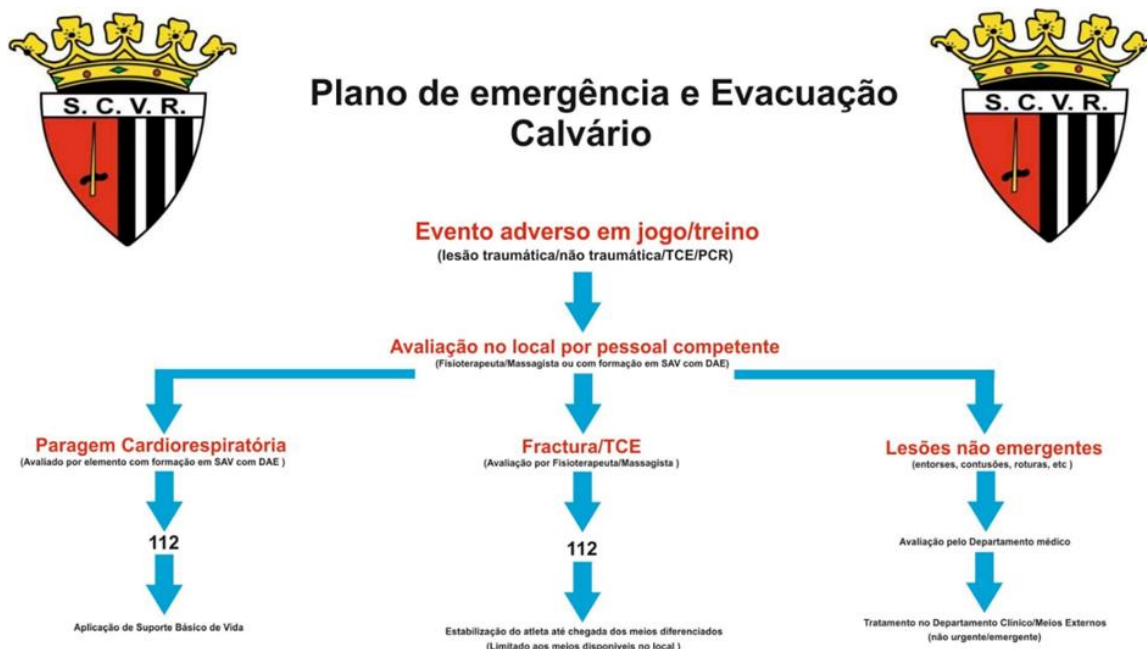 S. C. V. R.
S. C. V. R.
Plano de emergência e Evacuação
Calvário
Evento adverso em jogo/treino
(lesão traumática/não traumática/TCE/PCR)
Avaliação no local por pessoal competente
(Fisioterapeuta/Massagista ou com formação em SAV com DAE)
Paragem Cardiorespiratória
(Avaliado por elemento com formação em SAV com DAE )
112
Aplicação de Suporte Básico de Vida
Fractura/TCE
(Avaliação por Fisioterapeuta/Massagista )
112
Estabilização do atleta até chegada dos meios diferenciados
(Limitado aos meios disponíveis no local )
Lesões não emergentes
(entorses, contusões, roturas, etc )
Avaliação pelo Departamento médico
Tratamento no Departamento Clínico/Meios Externos
(não urgente/emergente)